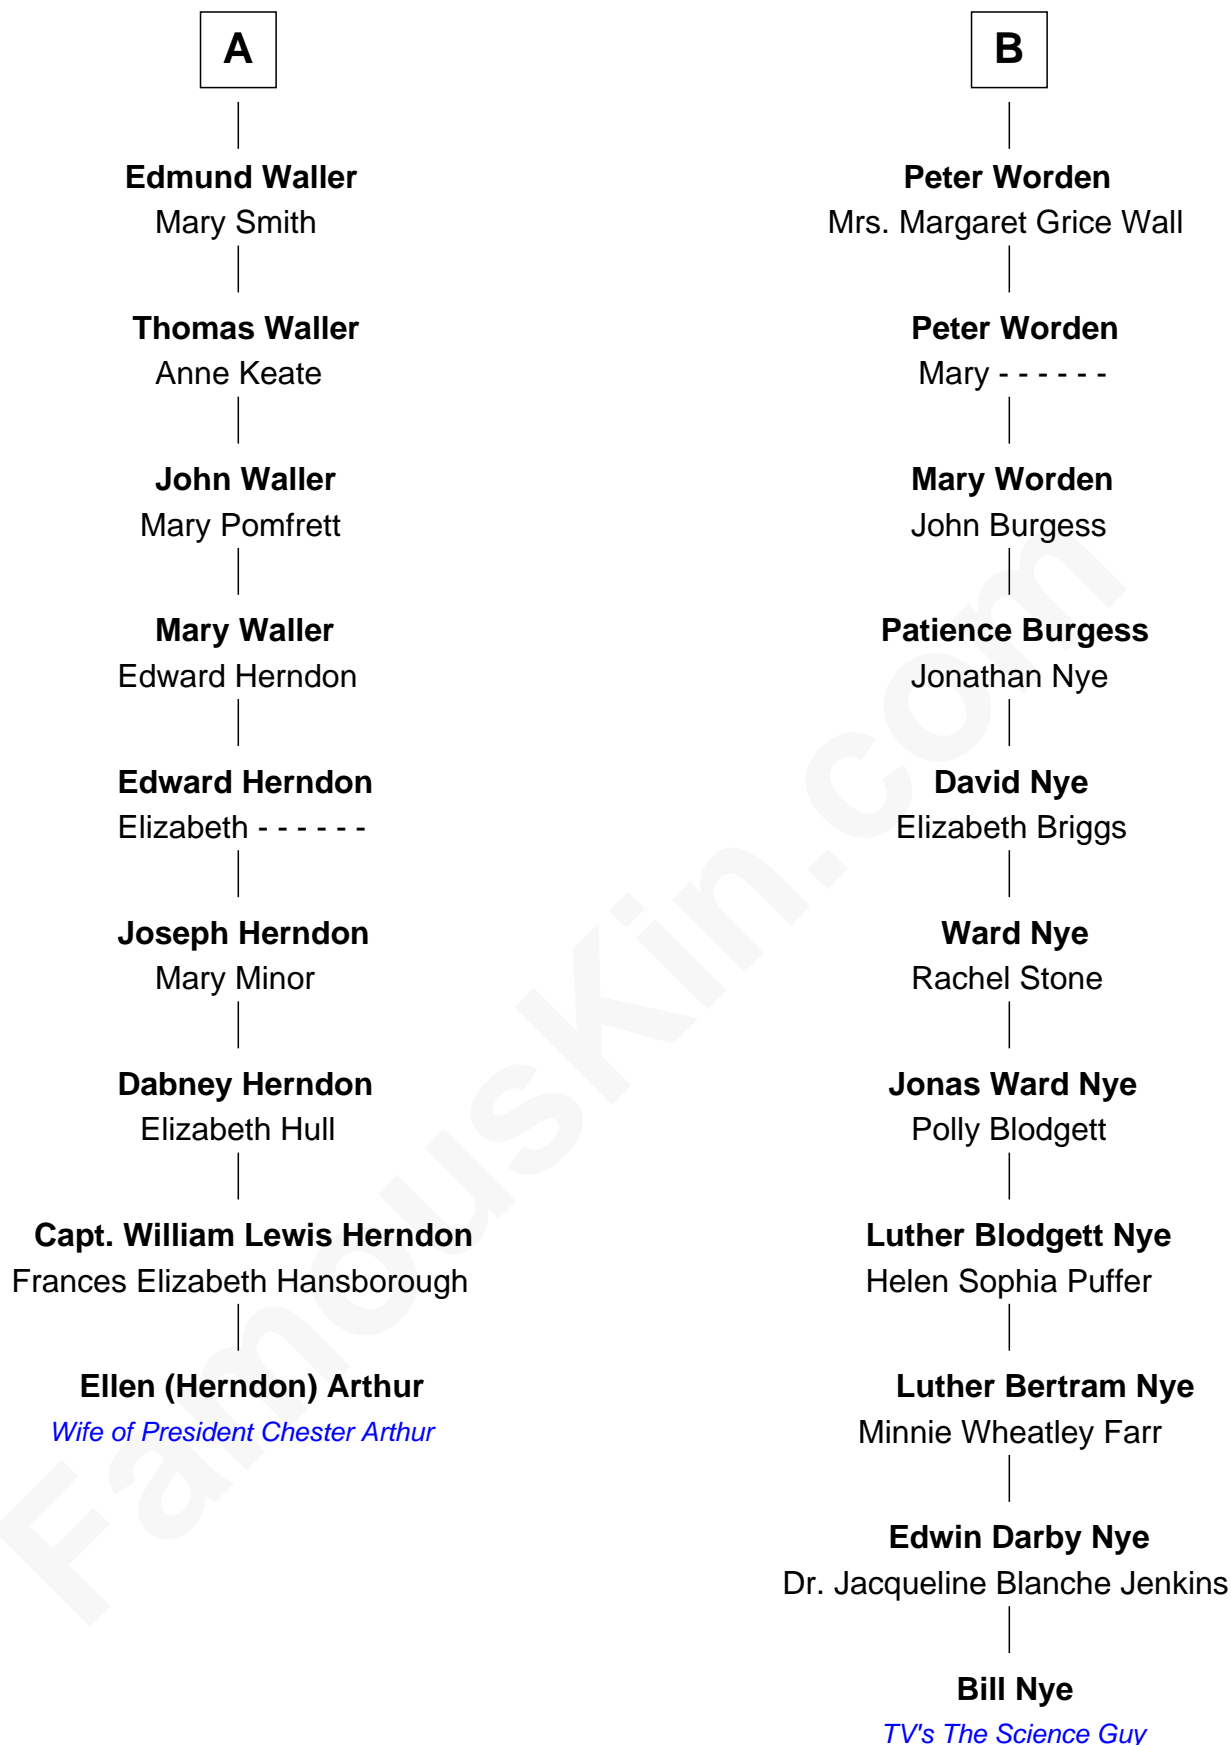 A
Edmund Waller
Mary Smith
Thomas Waller
Anne Keate
John Waller
Mary Pomfrett
Mary Waller
Edward Herndon
Edward Herndon
Elizabeth - - - - - -
Joseph Herndon
Mary Minor
Dabney Herndon
Elizabeth Hull
Capt. William Lewis Herndon
Frances Elizabeth Hansborough
Ellen (Herndon) Arthur
Wife of President Chester Arthur
B
Peter Worden
Mrs. Margaret Grice Wall
Peter Worden
Mary - - - - - -
Mary Worden
John Burgess
Patience Burgess
Jonathan Nye
David Nye
Elizabeth Briggs
Ward Nye
Rachel Stone
Jonas Ward Nye
Polly Blodgett
Luther Blodgett Nye
Helen Sophia Puffer
Luther Bertram Nye
Minnie Wheatley Farr
Edwin Darby Nye
Dr. Jacqueline Blanche Jenkins
Bill Nye
TV's The Science Guy
FamousKin.com